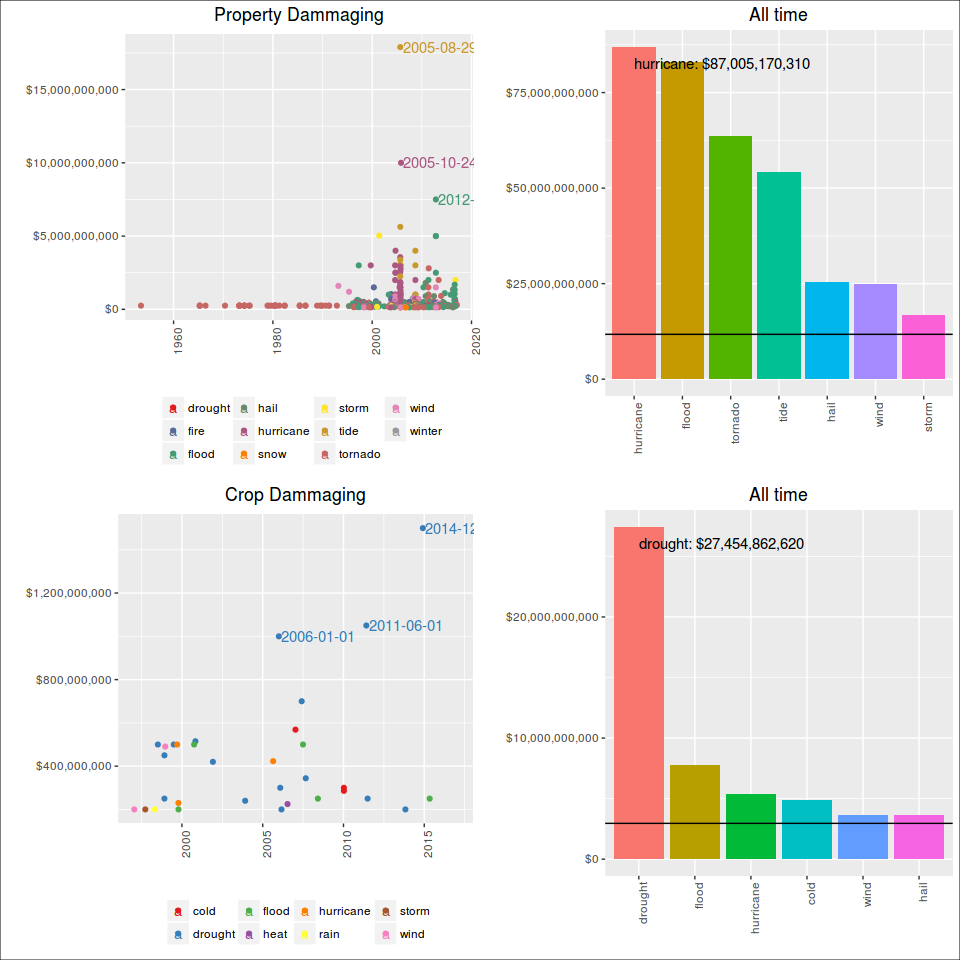 Property Dammaging
2005-08-29
$15,000,000,000
$10,000,000,000
2005-10-24
2012-
$5,000,000,000
$0
1960
1980
2000
2020
drought
hail
storm
wind
fire
hurricane
tide
winter
flood
snow
tornado
All time
hurricane: $87,005,170,310
$75,000,000,000
$50,000,000,000
$25,000,000,000
$0
hurricane
flood
tornado
tide
hail
wind
storm
Crop Dammaging
2014-12
$1,200,000,000
2011-06-01
2006-01-01
$800,000,000
$400,000,000
2000
2005
2010
2015
cold
flood
hurricane
storm
drought
heat
rain
wind
All time
drought: $27,454,862,620
$20,000,000,000
$10,000,000,000
$0
drought
flood
hurricane
cold
wind
hail